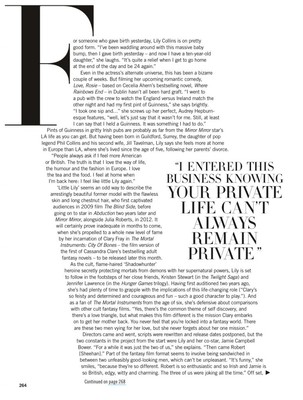 For someone who gave birth yesterday, Lily Collins is on pretty
good form. "I've been waddling around with this massive baby
bump, then I gave birth yesterday – and now I have a ten-year-old
daughter," she laughs. "It's quite a relief when I get to go home
at the end of the day and be 24 again."
Even in the actress's alternate universe, this has been a bizarre
couple of weeks. But filming her upcoming romantic comedy,
Love, Rosie – based on Cecelia Ahern's bestselling novel, Where
Rainbows End – in Dublin hasn't all been hard graft. "I went to
a pub with the crew to watch the England versus Ireland match the
other night and had my first pint of Guinness," she says brightly.
"I took one sip and…" she screws up her perfect, Audrey Hepburn-
esque features, "well, let's just say that it wasn't for me. Still, at least
I can say that I held a Guinness. It was something I had to do."
Pints of Guinness in gritty Irish pubs are probably as far from the Mirror Mirror star's
LA life as you can get. But having been born in Guildford, Surrey, the daughter of pop
legend Phil Collins and his second wife, Jill Tavelman, Lily says she feels more at home
in Europe than LA, where she's lived since the age of five, following her parents' divorce.
"People always ask if I feel more American
or British. The truth is that I love the way of life,
the humour and the fashion in Europe. I love
the tea and the food. I feel at home when
I'm back here. I feel like little Lily again."
'Little Lily' seems an odd way to describe the
arrestingly beautiful former model with the flawless
skin and long chestnut hair, who first captivated
audiences in 2009 film The Blind Side, before
going on to star in Abduction two years later and
Mirror Mirror, alongside Julia Roberts, in 2012. It
will certainly prove inadequate in months to come,
when she's propelled to a whole new level of fame
by her incarnation of Clary Fray in The Mortal
Instruments: City Of Bones – the film version of
the first of Cassandra Clare's bestselling adult
fantasy novels – to be released later this month.
As the cult, flame-haired 'Shadowhunter'
heroine secretly protecting mortals from demons with her supernatural powers, Lily is set
to follow in the footsteps of her close friends, Kristen Stewart (in the Twilight Saga) and
Jennifer Lawrence (in the Hunger Games trilogy). Having first auditioned two years ago,
she's had plenty of time to grapple with the implications of this life-changing role ("Clary's
so feisty and determined and courageous and fun – such a good character to play"). And
as a fan of The Mortal Instruments from the age of six, she's defensive about comparisons
with other cult fantasy films. "Yes, there's the common theme of self discovery, and
there's a love triangle, but what makes this film different is the mission Clary embarks
on to get her mother back. You never feel that you're locked into a fantasy world. There
are these two men vying for her love, but she never forgets about her one mission."
Directors came and went, scripts were rewritten and release dates postponed, but the
two constants in the project from the start were Lily and her co star, Jamie Campbell
Bower. "For a while it was just the two of us," she explains. "Then came Robert
[Sheehan]." Part of the fantasy film format seems to involve being sandwiched in
between two unfeasibly good-looking men, which can't be unpleasant. "It's funny," she
smiles, "because they're so different. Robert is so enthusiastic and so Irish and Jamie is
so British, edgy, witty and charming. The three of us were joking all the time." Off set,
Continued on page 268
"I ENTERED THIS
BUSINESS KNOWING
YOUR PRIVATE
LIFE CAN'T
ALWAYS
REMAIN
PRIVATE"
264